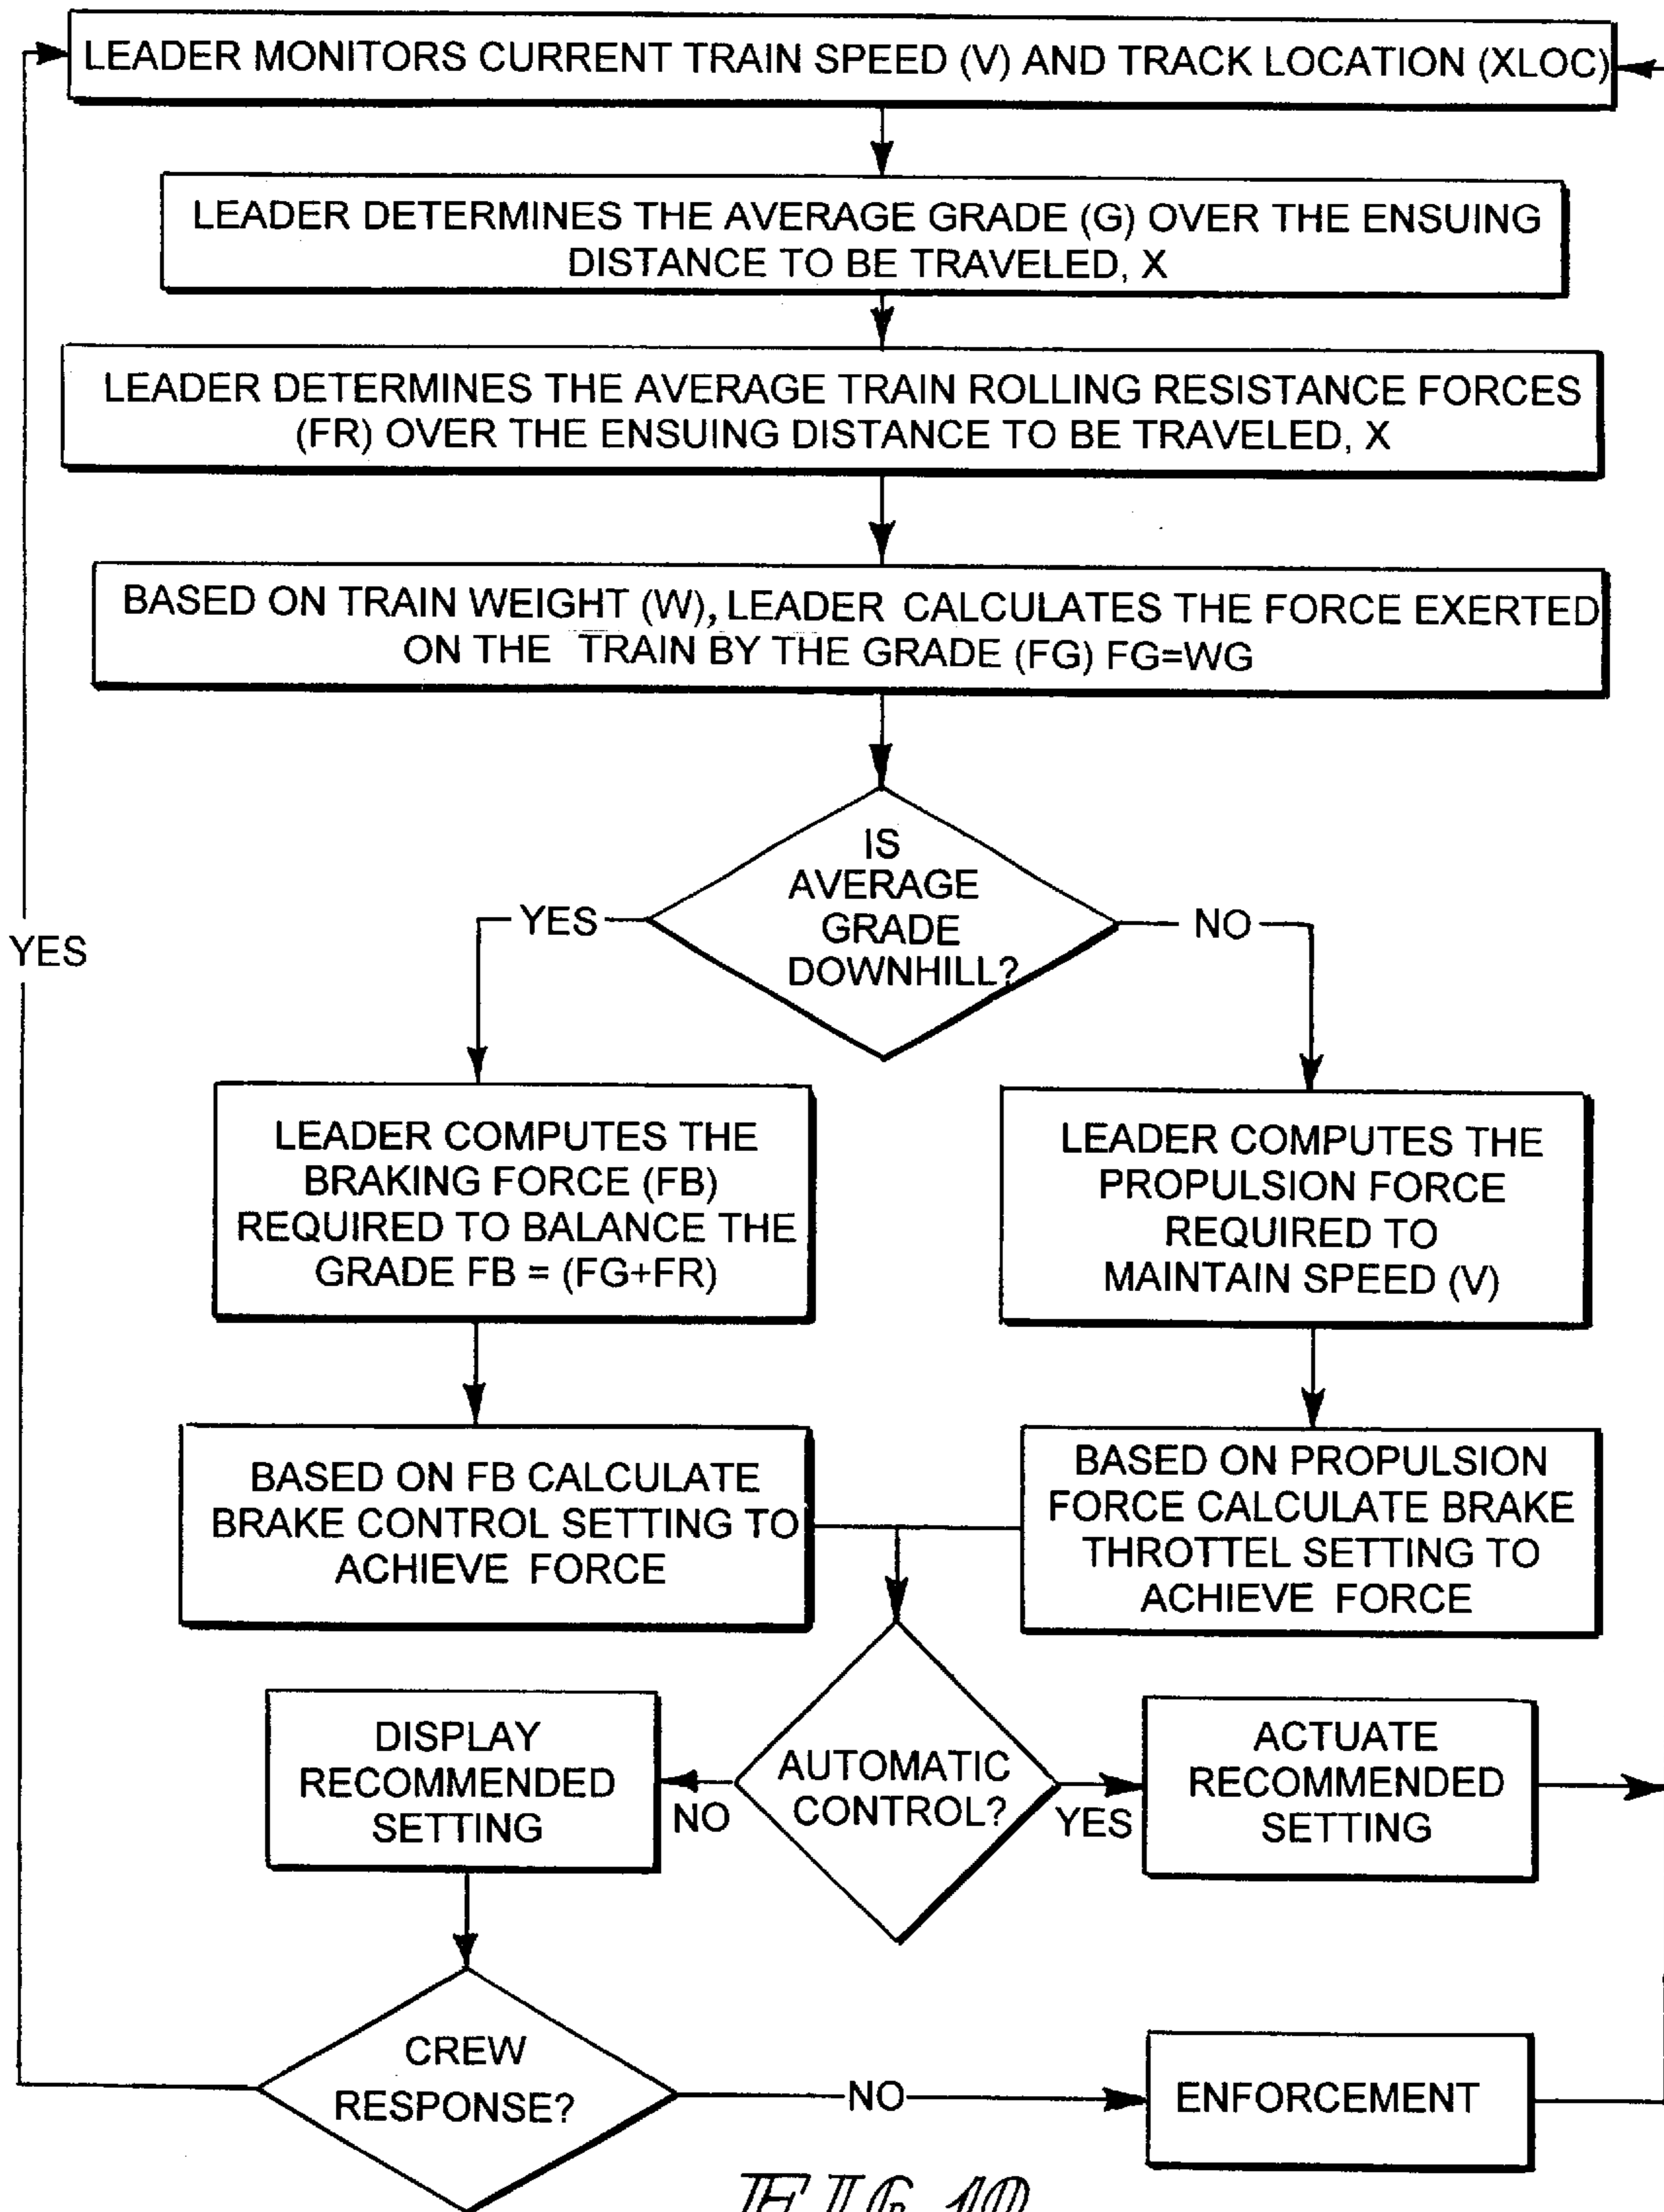 LEADER MONITORS CURRENT TRAIN SPEED (V) AND TRACK LOCATION (XLOC)
LEADER DETERMINES THE AVERAGE GRADE (G) OVER THE ENSUING
DISTANCE TO BE TRAVELED, X
LEADER DETERMINES THE AVERAGE TRAIN ROLLING RESISTANCE FORCES
(FR) OVER THE ENSUING DISTANCE TO BE TRAVELED, X
BASED ON TRAIN WEIGHT (W), LEADER CALCULATES THE FORCE EXERTED
ON THE TRAIN BY THE GRADE (FG) FG=WG
IS
AVERAGE
GRADE
DOWNHILL?
YES
NO
YES
LEADER COMPUTES THE
BRAKING FORCE (FB)
REQUIRED TO BALANCE THE
GRADE FB = (FG+FR)
LEADER COMPUTES THE
PROPULSION FORCE
REQUIRED TO
MAINTAIN SPEED (V)
BASED ON FB CALCULATE
BRAKE CONTROL SETTING TO
ACHIEVE FORCE
BASED ON PROPULSION
FORCE CALCULATE BRAKE
THROTTEL SETTING TO
ACHIEVE FORCE
DISPLAY
RECOMMENDED
SETTING
NO
AUTOMATIC
CONTROL?
YES
ACTUATE
RECOMMENDED
SETTING
CREW
RESPONSE?
NO
ENFORCEMENT
FIG. 10